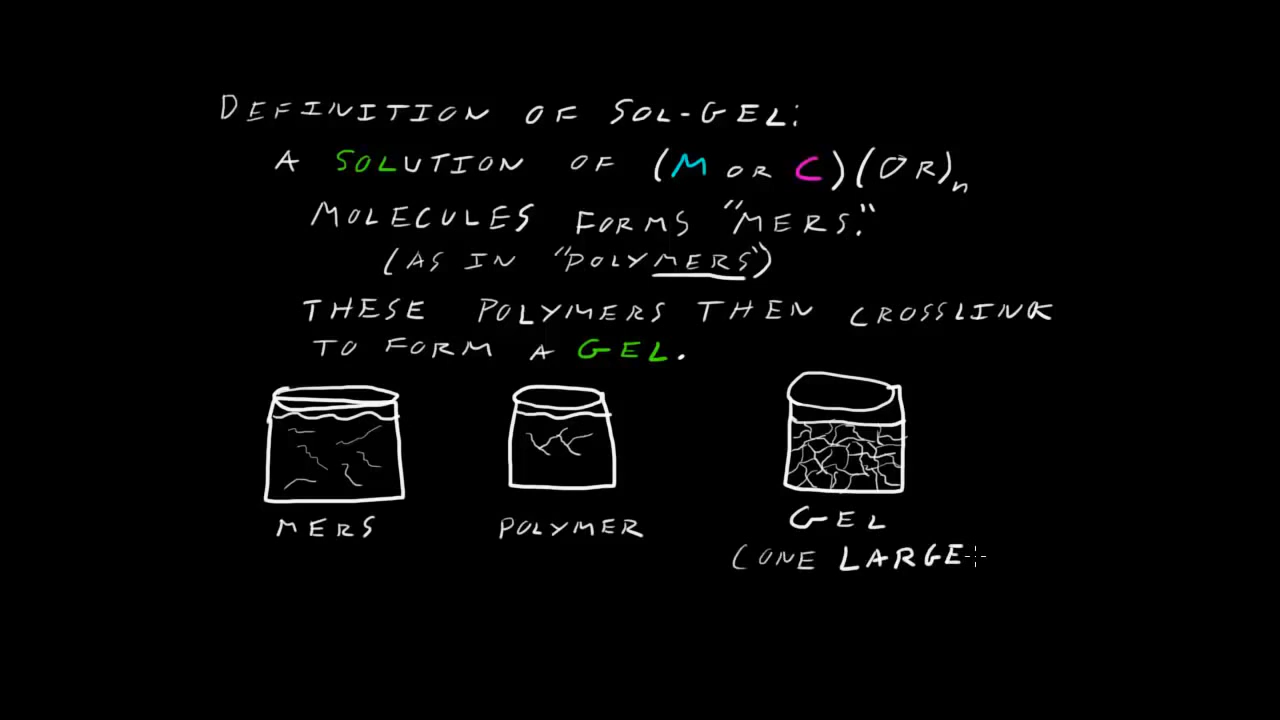 DEFINITION OF SOL-GEL:
A SOLUTION OF (M OR C)(OR)n
MOLECULES FORMS "MERS."
(AS IN "POLYMERS")
THESE POLYMERS THEN CROSSLINK
TO FORM A GEL.
MERS
POLYMER
GEL
(ONE LARGE